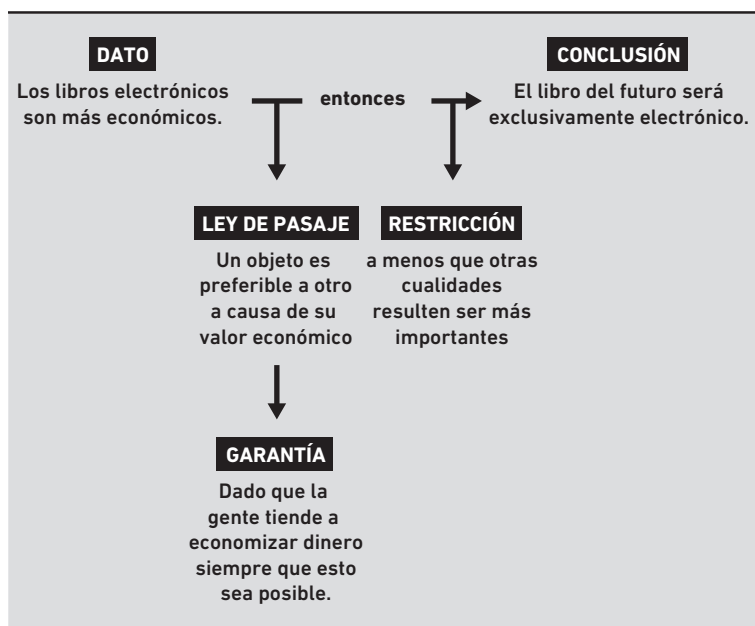 DATO
Los libros electrónicos
son más económicos.
entonces
CONCLUSIÓN
El libro del futuro será
exclusivamente electrónico.
LEY DE PASAJE
Un objeto es
preferible a otro
a causa de su
valor económico
RESTRICCIÓN
a menos que otras
cualidades
resulten ser más
importantes
GARANTÍA
Dado que la
gente tiende a
economizar dinero
siempre que esto
sea posible.